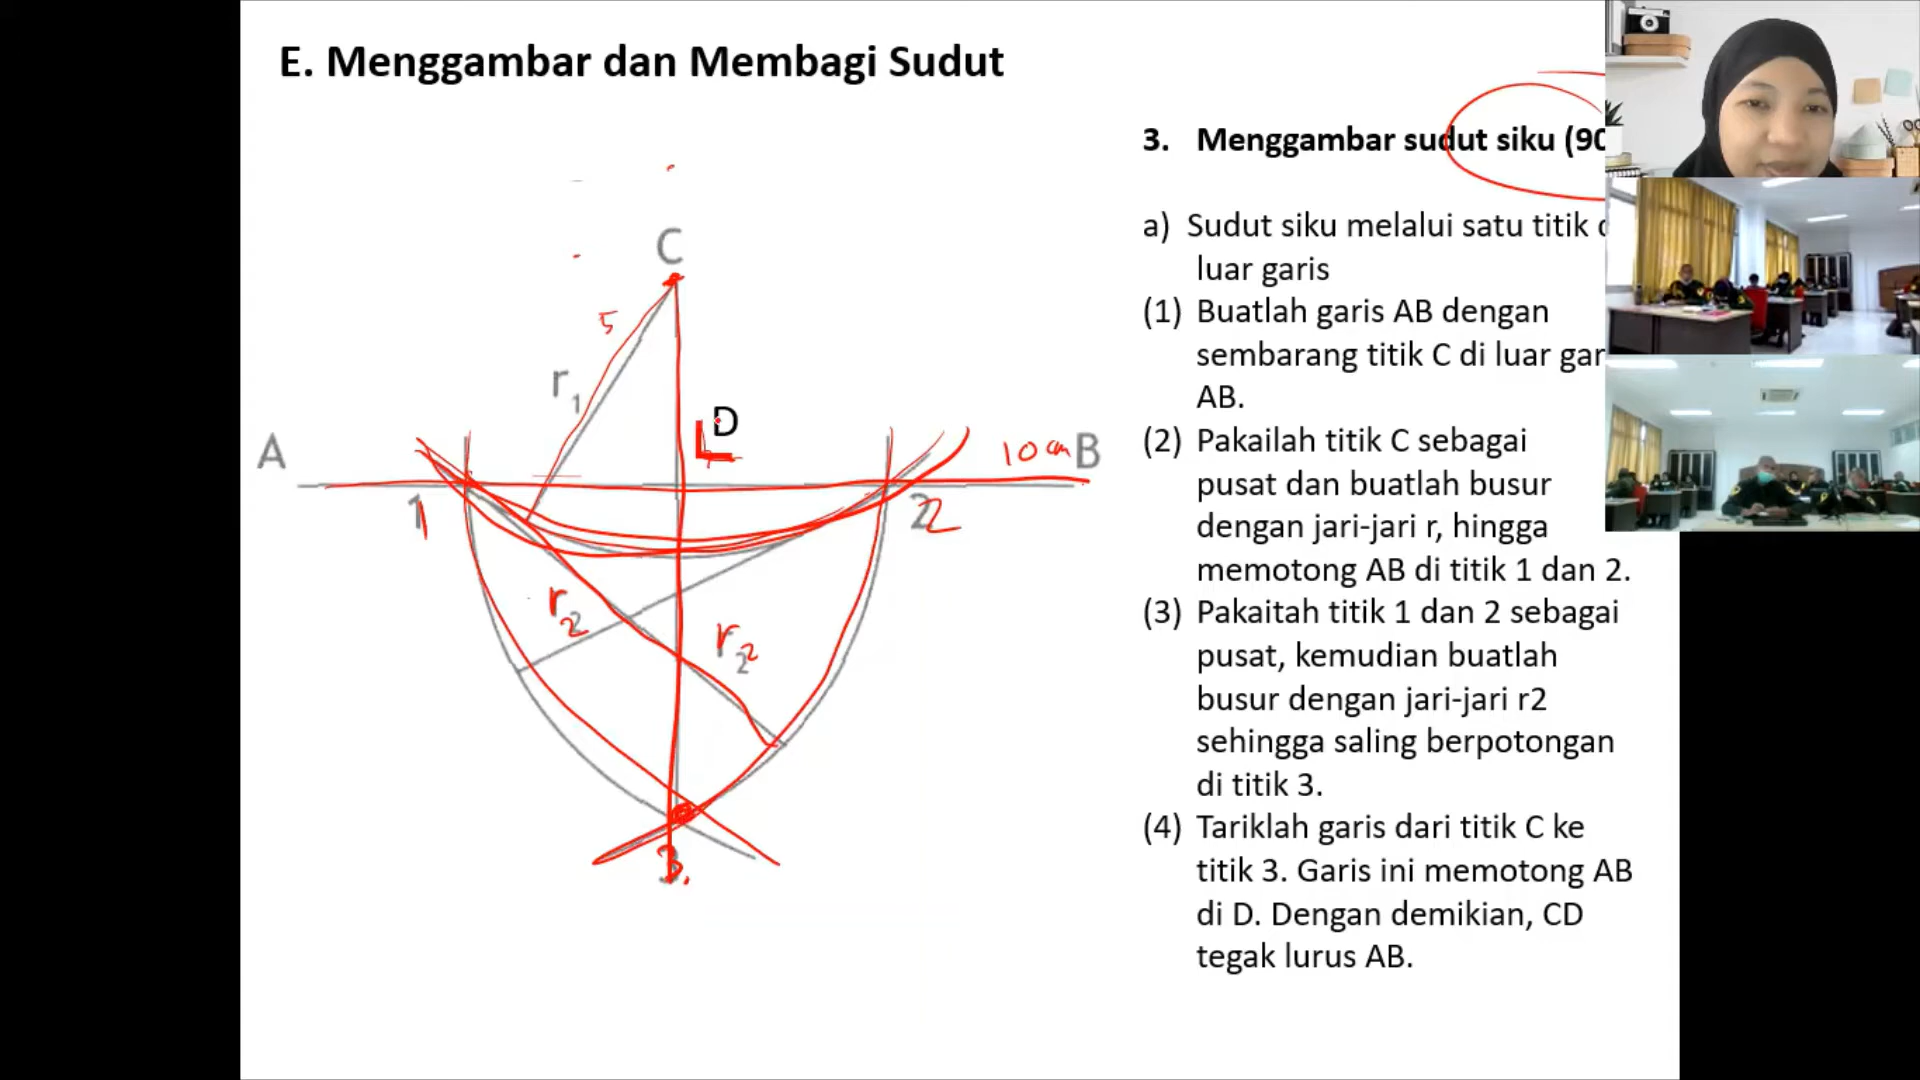 E. Menggambar dan Membagi Sudut
3. Menggambar sudut siku (90
a) Sudut siku melalui satu titik
luar garis
(1) Buatlah garis AB dengan
sembarang titik C di luar gar
AB.
(2) Pakailah titik C sebagai
pusat dan buatlah busur
dengan jari-jari r, hingga
memotong AB di titik 1 dan 2.
(3) Pakaitah titik 1 dan 2 sebagai
pusat, kemudian buatlah
busur dengan jari-jari r2
sehingga saling berpotongan
di titik 3.
(4) Tariklah garis dari titik C ke
titik 3. Garis ini memotong AB
di D. Dengan demikian, CD
tegak lurus AB.
C
5
r1
D
A
10 cm B
1
2
r2
r2
3